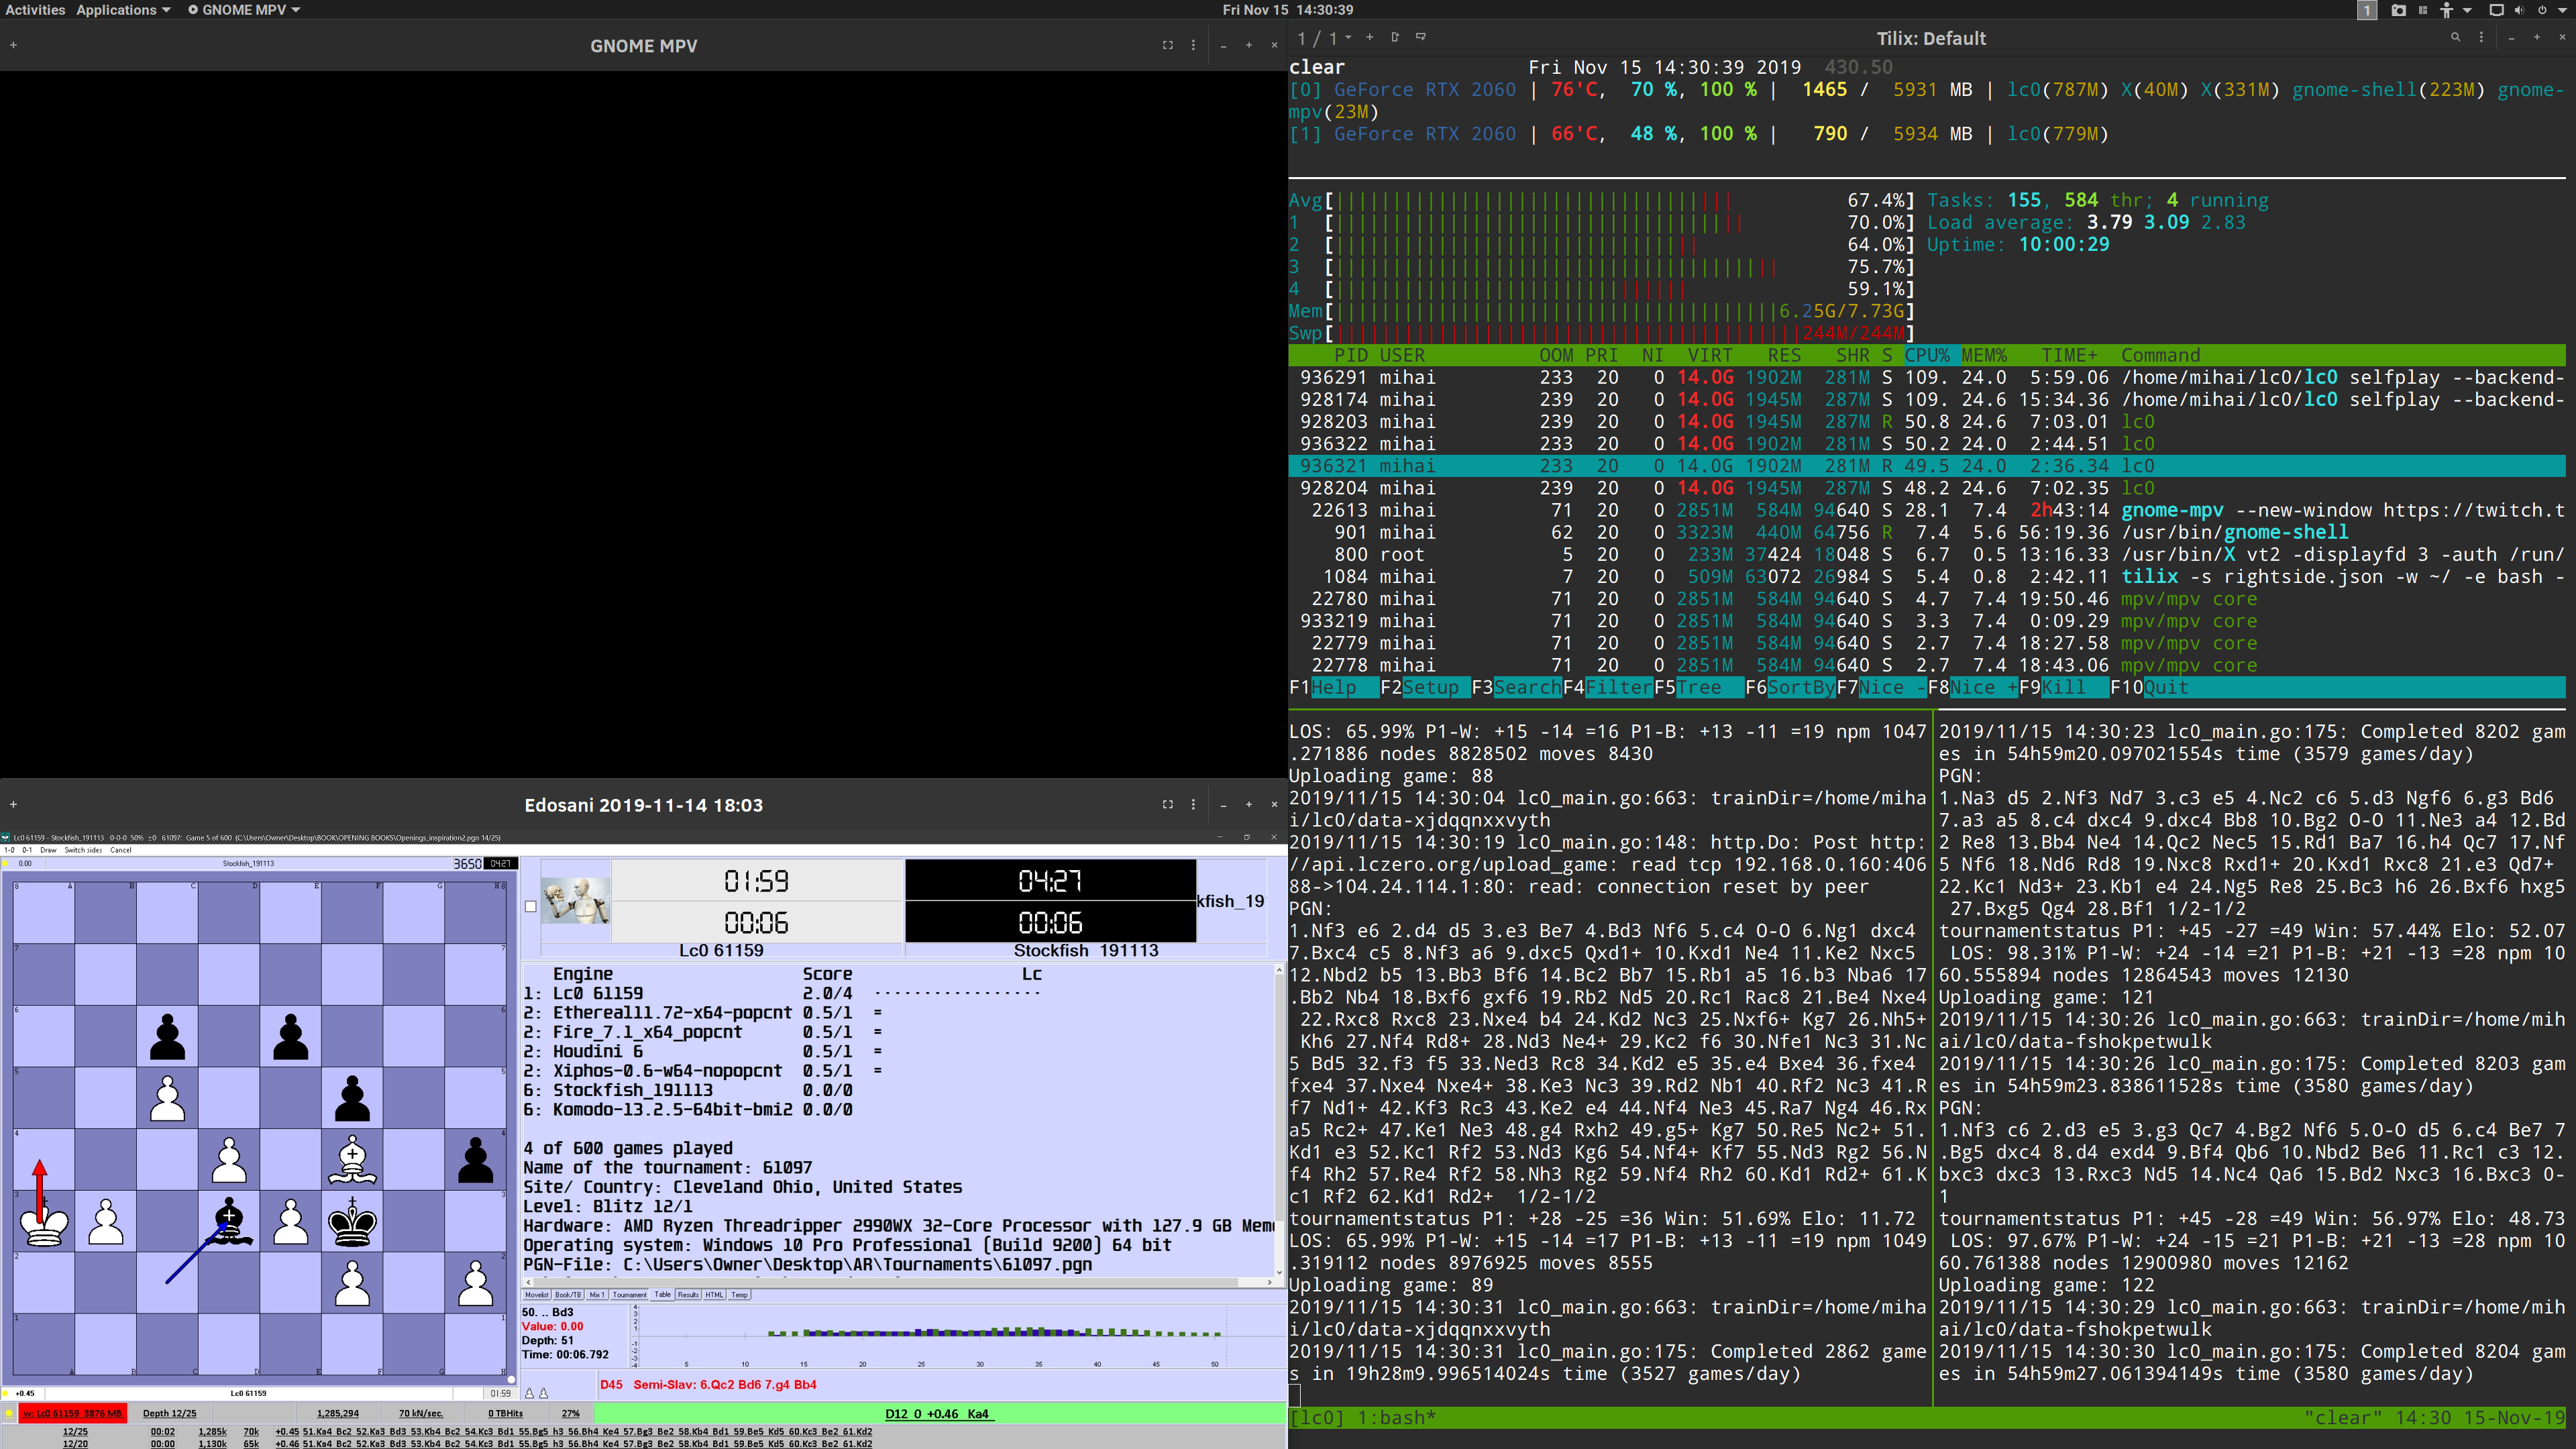 Activities Applications GNOME MPV Fri Nov 15 14:30:39 1
GNOME MPV
1 / 1 Tilix: Default
clear Fri Nov 15 14:30:39 2019 430.50
[0] GeForce RTX 2060 | 76'C, 70 %, 100 % | 1465 / 5931 MB | lc0(787M) X(40M) X(331M) gnome-shell(223M) gnome-
mpv(23M)
[1] GeForce RTX 2060 | 66'C, 48 %, 100 % | 790 / 5934 MB | lc0(779M)
Avg[ 67.4%] Tasks: 155, 584 thr; 4 running
1 [ 70.0%] Load average: 3.79 3.09 2.83
2 [ 64.0%] Uptime: 10:00:29
3 [ 75.7%]
4 [ 59.1%]
Mem[ 6.25G/7.73G]
Swp[ 244M/244M]
PID USER OOM PRI NI VIRT RES SHR S CPU% MEM% TIME+ Command
936291 mihai 233 20 0 14.0G 1902M 281M S 109. 24.0 5:59.06 /home/mihai/lc0/lc0 selfplay --backend-
928174 mihai 239 20 0 14.0G 1945M 287M S 109. 24.6 15:34.36 /home/mihai/lc0/lc0 selfplay --backend-
928203 mihai 239 20 0 14.0G 1945M 287M R 50.8 24.6 7:03.01 lc0
936322 mihai 233 20 0 14.0G 1902M 281M S 50.2 24.0 2:44.51 lc0
936321 mihai 233 20 0 14.0G 1902M 281M R 49.5 24.0 2:36.34 lc0
928204 mihai 239 20 0 14.0G 1945M 287M S 48.2 24.6 7:02.35 lc0
22613 mihai 71 20 0 2851M 584M 94640 S 28.1 7.4 2h43:14 gnome-mpv --new-window https://twitch.t
901 mihai 62 20 0 3323M 440M 64756 R 7.4 5.6 56:19.36 /usr/bin/gnome-shell
800 root 5 20 0 233M 37424 18048 S 6.7 0.5 13:16.33 /usr/bin/X vt2 -displayfd 3 -auth /run/
1084 mihai 7 20 0 509M 63072 26984 S 5.4 0.8 2:42.11 tilix -s rightside.json -w ~/ -e bash -
22780 mihai 71 20 0 2851M 584M 94640 S 4.7 7.4 19:50.46 mpv/mpv core
933219 mihai 71 20 0 2851M 584M 94640 S 3.3 7.4 0:09.29 mpv/mpv core
22779 mihai 71 20 0 2851M 584M 94640 S 2.7 7.4 18:27.58 mpv/mpv core
22778 mihai 71 20 0 2851M 584M 94640 S 2.7 7.4 18:43.06 mpv/mpv core
F1Help F2Setup F3SearchF4FilterF5Tree F6SortByF7Nice -F8Nice +F9Kill F10Quit
LOS: 65.99% P1-W: +15 -14 =16 P1-B: +13 -11 =19 npm 1047
.271886 nodes 8828502 moves 8430
Uploading game: 88
2019/11/15 14:30:04 lc0_main.go:663: trainDir=/home/miha
i/lc0/data-xjdqqnxxvyth
2019/11/15 14:30:19 lc0_main.go:148: http.Do: Post http:
//api.lczero.org/upload_game: read tcp 192.168.0.160:406
88->104.24.114.1:80: read: connection reset by peer
PGN:
1.Nf3 e6 2.d4 d5 3.e3 Be7 4.Bd3 Nf6 5.c4 O-O 6.Ng1 dxc4
7.Bxc4 c5 8.Nf3 a6 9.dxc5 Qxd1+ 10.Kxd1 Ne4 11.Ke2 Nxc5
12.Nbd2 b5 13.Bb3 Bf6 14.Bc2 Bb7 15.Rb1 a5 16.b3 Nba6 17
.Bb2 Nb4 18.Bxf6 gxf6 19.Rb2 Nd5 20.Rc1 Rac8 21.Be4 Nxe4
22.Rxc8 Rxc8 23.Nxe4 b4 24.Kd2 Nc3 25.Nxf6+ Kg7 26.Nh5+
Kh6 27.Nf4 Rd8+ 28.Nd3 Ne4+ 29.Kc2 f6 30.Nfe1 Nc3 31.Nc
5 Bd5 32.f3 f5 33.Ned3 Rc8 34.Kd2 e5 35.e4 Bxe4 36.fxe4
fxe4 37.Nxe4 Nxe4+ 38.Ke3 Nc3 39.Rd2 Nb1 40.Rf2 Nc3 41.R
f7 Nd1+ 42.Kf3 Rc3 43.Ke2 e4 44.Nf4 Ne3 45.Ra7 Ng4 46.Rx
a5 Rc2+ 47.Ke1 Ne3 48.g4 Rxh2 49.g5+ Kg7 50.Re5 Nc2+ 51.
Kd1 e3 52.Kc1 Rf2 53.Nd3 Kg6 54.Nf4+ Kf7 55.Nd3 Rg2 56.N
f4 Rh2 57.Re4 Rf2 58.Nh3 Rg2 59.Nf4 Rh2 60.Kd1 Rd2+ 61.K
c1 Rf2 62.Kd1 Rd2+ 1/2-1/2
tournamentstatus P1: +28 -25 =36 Win: 51.69% Elo: 11.72
LOS: 65.99% P1-W: +15 -14 =17 P1-B: +13 -11 =19 npm 1049
.319112 nodes 8976925 moves 8555
Uploading game: 89
2019/11/15 14:30:31 lc0_main.go:663: trainDir=/home/miha
i/lc0/data-xjdqqnxxvyth
2019/11/15 14:30:31 lc0_main.go:175: Completed 2862 game
s in 19h28m9.996514024s time (3527 games/day)
2019/11/15 14:30:23 lc0_main.go:175: Completed 8202 gam
es in 54h59m20.097021554s time (3579 games/day)
PGN:
1.Na3 d5 2.Nf3 Nd7 3.c3 e5 4.Nc2 c6 5.d3 Ngf6 6.g3 Bd6
7.a3 a5 8.c4 dxc4 9.dxc4 Bb8 10.Bg2 O-O 11.Ne3 a4 12.Bd
2 Re8 13.Bb4 Ne4 14.Qc2 Nec5 15.Rd1 Ba7 16.h4 Qc7 17.Nf
5 Nf6 18.Nd6 Rd8 19.Nxc8 Rxd1+ 20.Kxd1 Rxc8 21.e3 Qd7+
22.Kc1 Nd3+ 23.Kb1 e4 24.Ng5 Re8 25.Bc3 h6 26.Bxf6 hxg5
27.Bxg5 Qg4 28.Bf1 1/2-1/2
tournamentstatus P1: +45 -27 =49 Win: 57.44% Elo: 52.07
LOS: 98.31% P1-W: +24 -14 =21 P1-B: +21 -13 =28 npm 10
60.555894 nodes 12864543 moves 12130
Uploading game: 121
2019/11/15 14:30:26 lc0_main.go:663: trainDir=/home/mih
ai/lc0/data-fshokpetwulk
2019/11/15 14:30:26 lc0_main.go:175: Completed 8203 gam
es in 54h59m23.838611528s time (3580 games/day)
PGN:
1.Nf3 c6 2.d3 e5 3.g3 Qc7 4.Bg2 Nf6 5.O-O d5 6.c4 Be7 7
.Bg5 dxc4 8.d4 exd4 9.Bf4 Qb6 10.Nbd2 Be6 11.Rc1 c3 12.
bxc3 dxc3 13.Rxc3 Nd5 14.Nc4 Qa6 15.Bd2 Nxc3 16.Bxc3 0-
1
tournamentstatus P1: +45 -28 =49 Win: 56.97% Elo: 48.73
LOS: 97.67% P1-W: +24 -15 =21 P1-B: +21 -13 =28 npm 10
60.761388 nodes 12900980 moves 12162
Uploading game: 122
2019/11/15 14:30:29 lc0_main.go:663: trainDir=/home/mih
ai/lc0/data-fshokpetwulk
2019/11/15 14:30:30 lc0_main.go:175: Completed 8204 gam
es in 54h59m27.061394149s time (3580 games/day)
[lc0] 1:bash* "clear" 14:30 15-Nov-19
Edosani 2019-11-14 18:03
Lc0 61159 - Stockfish_191113 0-0-0 50% ±0 61097: Game 5 of 600 (C:\Users\Owner\Desktop\BOOK\OPENING BOOKS\Openings_inspiration2.pgn 14/25)
1-0 0-1 Draw Switch sides Cancel
0.00 Stockfish_191113 3650 04:27
01:59 04:27
kfish_19
00:06 00:06
Lc0 61159 Stockfish_191113
Engine Score Lc
1: Lc0 61159 2.0/4 ------------------
2: Ethereal11.72-x64-popcnt 0.5/1 =
2: Fire_7.1_x64_popcnt 0.5/1 =
2: Houdini 6 0.5/1 =
2: Xiphos-0.6-w64-nopopcnt 0.5/1 =
6: Stockfish_191113 0.0/0
6: Komodo-13.2.5-64bit-bmi2 0.0/0
4 of 600 games played
Name of the tournament: 61097
Site/ Country: Cleveland Ohio, United States
Level: Blitz 12/1
Hardware: AMD Ryzen Threadripper 2990WX 32-Core Processor with 127.9 GB Mem
Operating system: Windows 10 Pro Professional (Build 9200) 64 bit
PGN-File: C:\Users\Owner\Desktop\AR\Tournaments\61097.pgn
Movelist Book/TB Mix 1 Tournament Table Results HTML Temp
50. .. Bd3
Value: 0.00
Depth: 51
Time: 00:06.792
5 10 15 20 25 30 35 40 45 50
D45 Semi-Slav: 6.Qc2 Bd6 7.g4 Bb4
+0.45 Lc0 61159 01:59
w: Lc0 61159, 3876 MB Depth 12/25 1,285,294 70 kN/sec. 0 TBHits 27% D12 0 +0.46 Ka4
12/25 00:02 1,285k 70k +0.45 51.Ka4 Bc2 52.Ka3 Bd3 53.Kb4 Bc2 54.Kc3 Bd1 55.Bg5 h3 56.Bh4 Ke4 57.Bg3 Be2 58.Kb4 Bd1 59.Be5 Kd5 60.Kc3 Be2 61.Kd2
12/20 00:00 1,130k 65k +0.46 51.Ka4 Bc2 52.Ka3 Bd3 53.Kb4 Bc2 54.Kc3 Bd1 55.Bg5 h3 56.Bh4 Ke4 57.Bg3 Be2 58.Kb4 Bd1 59.Be5 Kd5 60.Kc3 Be2 61.Kd2